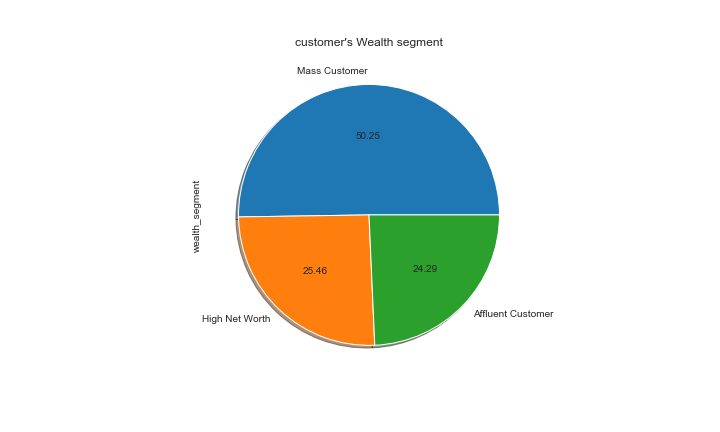 customer's Wealth segment
Mass Customer
50.25
wealth_segment
25.46
24.29
High Net Worth
Affluent Customer